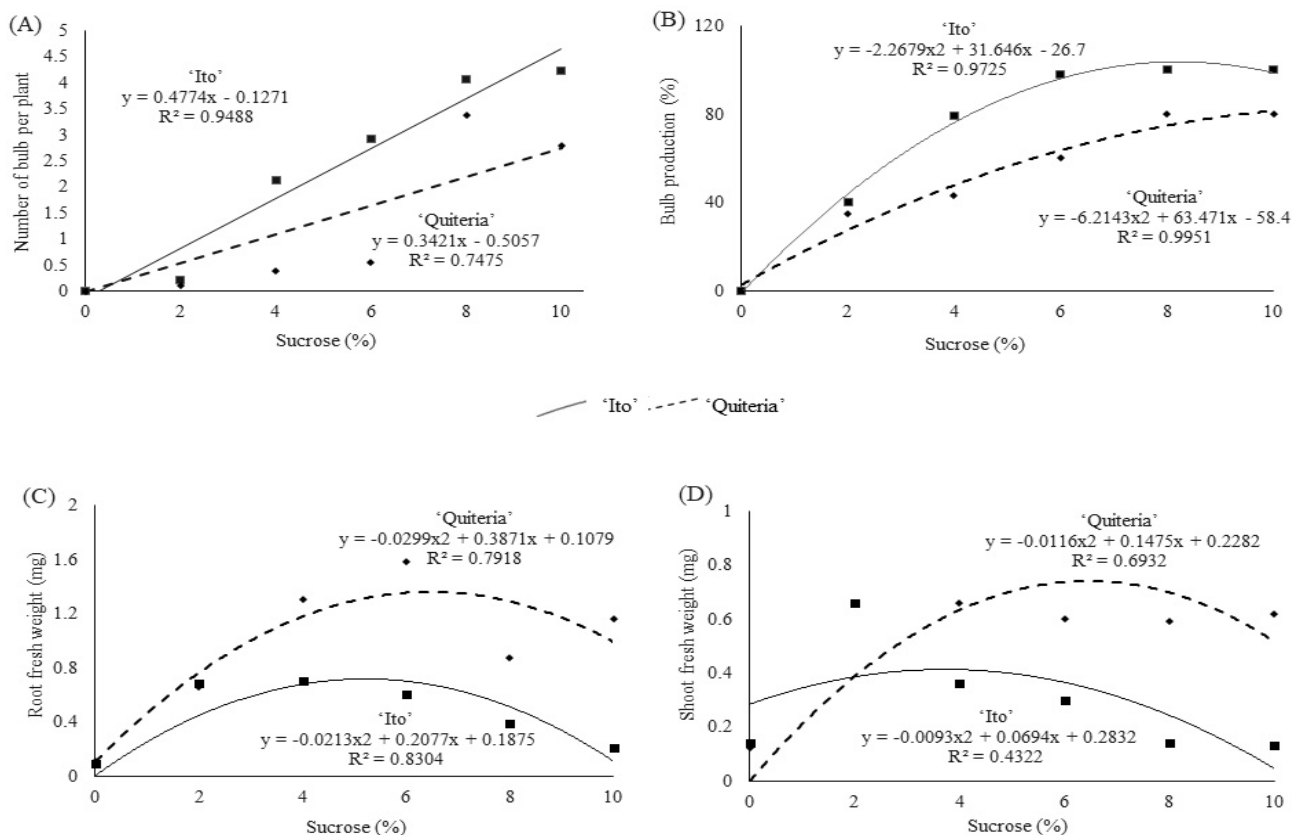 (A)
5
4.5
4
3.5
3
2.5
2
1.5
1
0.5
0
Number of bulb per plant
‘Ito’
y = 0.4774x - 0.1271
R² = 0.9488
‘Quiteria’
y = 0.3421x - 0.5057
R² = 0.7475
0 2 4 6 8 10
Sucrose (%)
(B)
120
80
40
0
Bulb production (%)
‘Ito’
y = -2.2679x2 + 31.646x - 26.7
R² = 0.9725
‘Quiteria’
y = -6.2143x2 + 63.471x - 58.4
R² = 0.9951
0 2 4 6 8 10
Sucrose (%)
‘Ito’ ‘Quiteria’
(C)
2
1.6
1.2
0.8
0.4
0
Root fresh weight (mg)
‘Quiteria’
y = -0.0299x2 + 0.3871x + 0.1079
R² = 0.7918
‘Ito’
y = -0.0213x2 + 0.2077x + 0.1875
R² = 0.8304
0 2 4 6 8 10
Sucrose (%)
(D)
1
0.8
0.6
0.4
0.2
0
Shoot fresh weight (mg)
‘Quiteria’
y = -0.0116x2 + 0.1475x + 0.2282
R² = 0.6932
‘Ito’
y = -0.0093x2 + 0.0694x + 0.2832
R² = 0.4322
0 2 4 6 8 10
Sucrose (%)